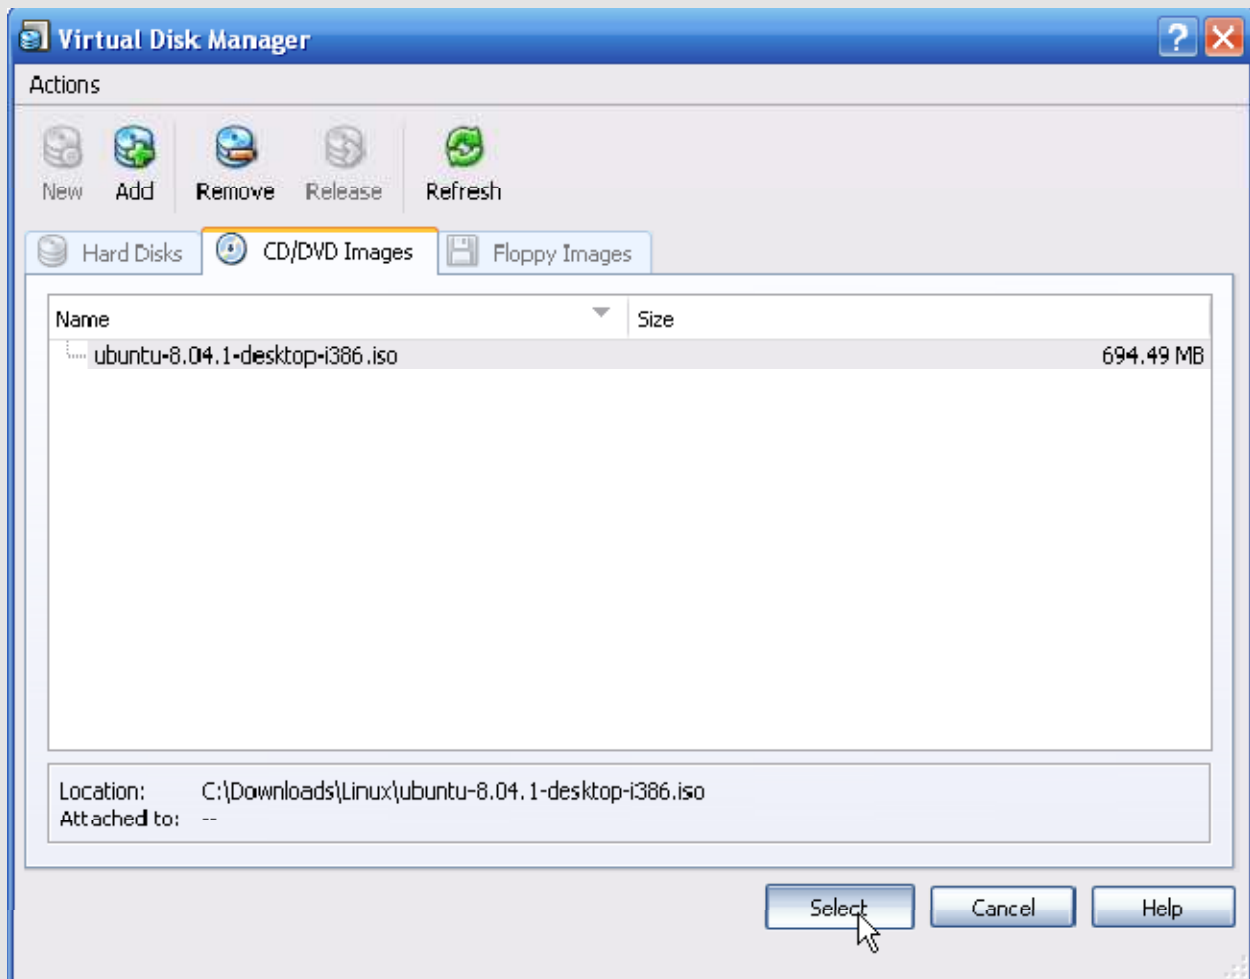 Virtual Disk Manager
?
Actions
New Add Remove Release Refresh
Hard Disks CD/DVD Images Floppy Images
Name Size
ubuntu-8.04.1-desktop-i386.iso 694.49 MB
Location: C:\Downloads\Linux\ubuntu-8.04.1-desktop-i386.iso
Attached to: --
Select Cancel Help